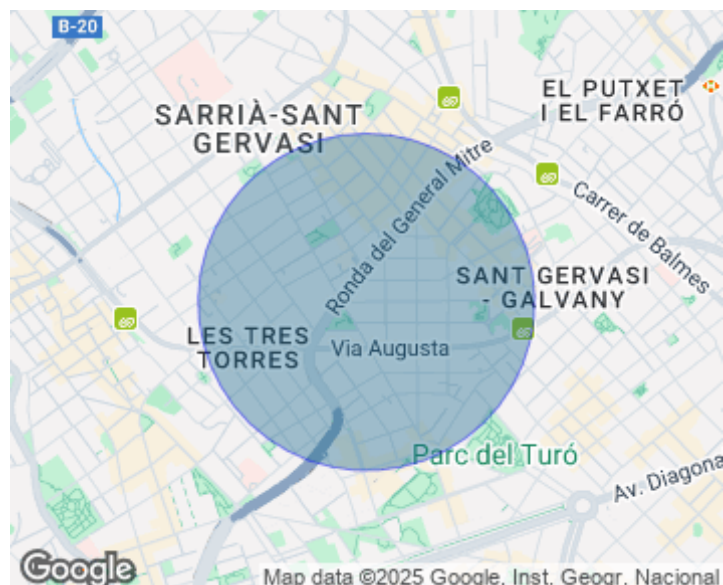 B-20
EL PUTXET
I EL FARRÓ
SARRIÀ-SANT
GERVASI
Ronda del General Mitre
Carrer de Balmes
SANT GERVASI
- GALVANY
LES TRES
TORRES
Via Augusta
Parc del Turó
Av. Diagona
Google
Map data ©2025 Google, Inst. Geogr. Nacional